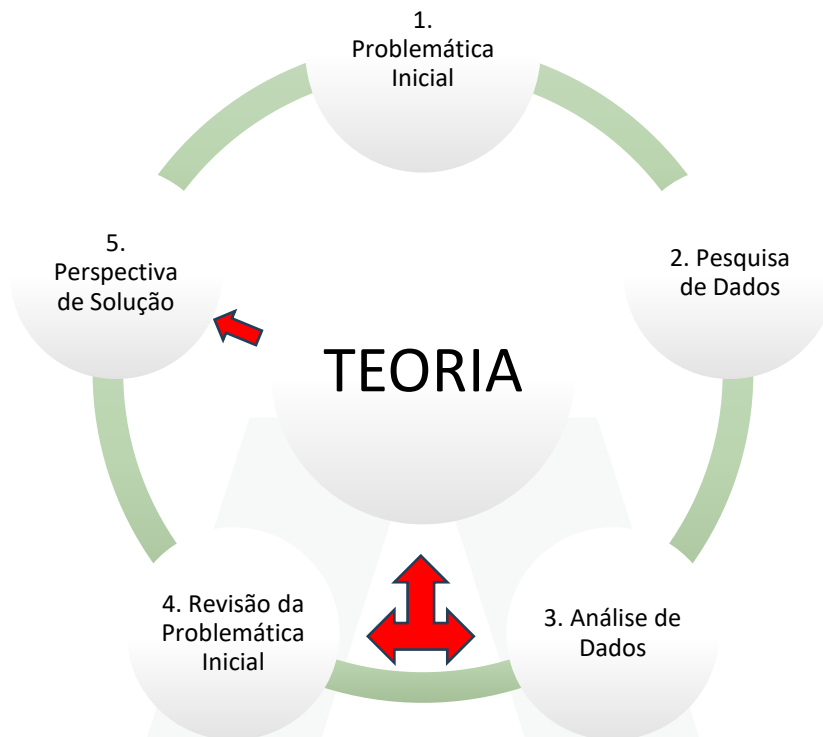 1.
Problemática
Inicial
2. Pesquisa
de Dados
3. Análise de
Dados
4. Revisão da
Problemática
Inicial
5.
Perspectiva
de Solução
TEORIA